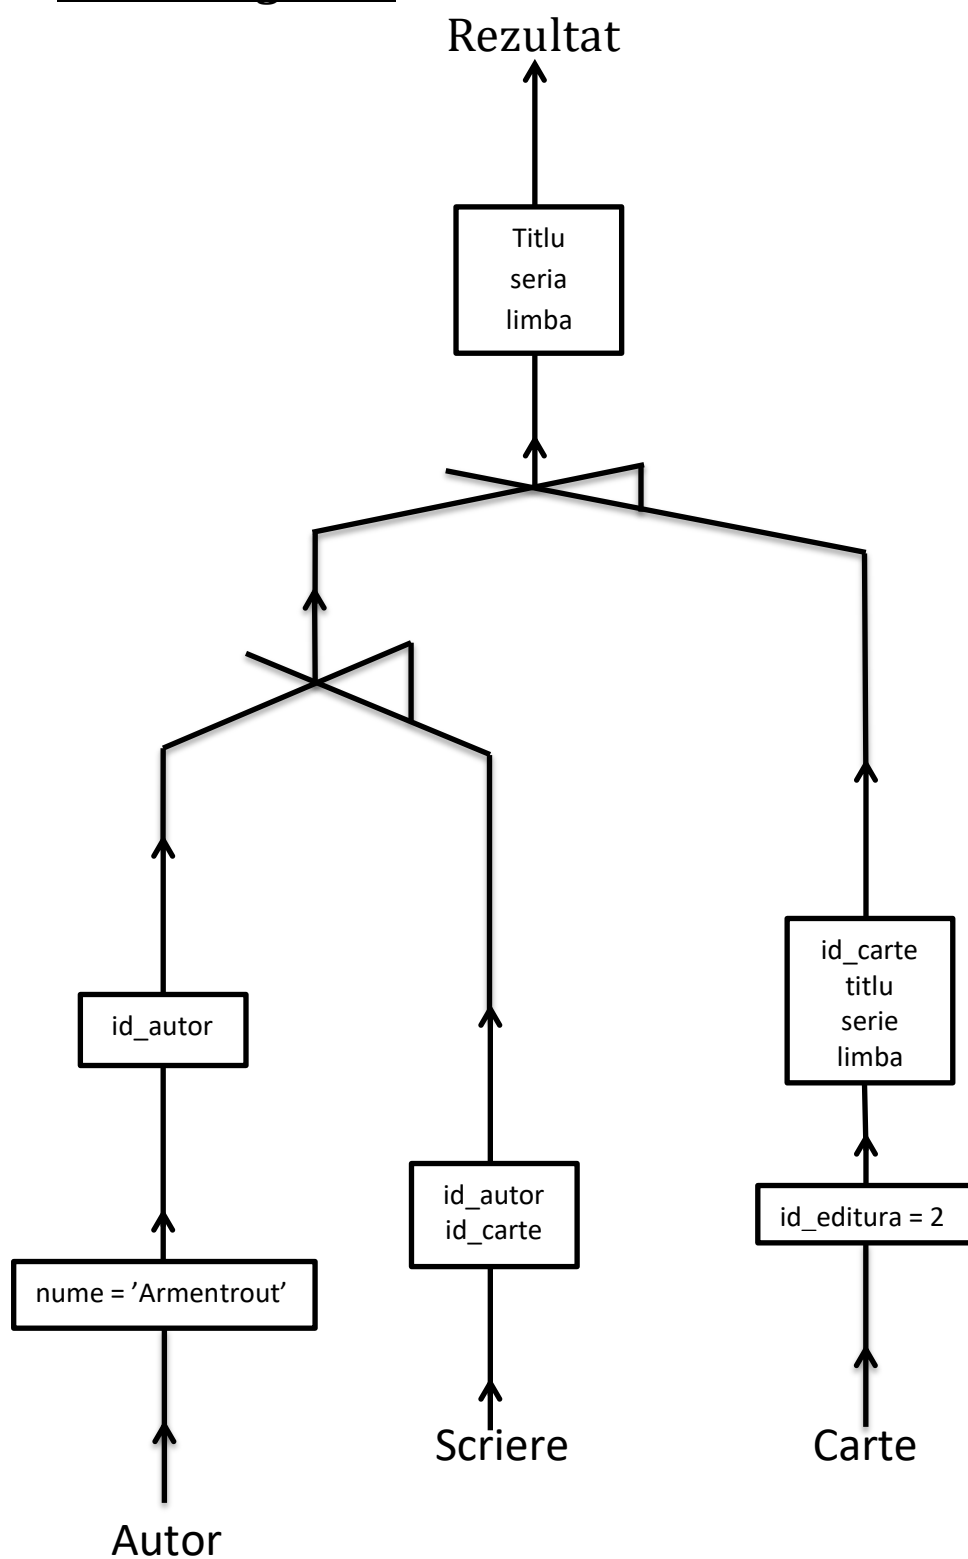 Rezultat
Titlu
seria
limba
id_carte
titlu
serie
limba
id_autor
id_autor
id_carte
id_editura = 2
nume = ’Armentrout’
Scriere
Carte
Autor